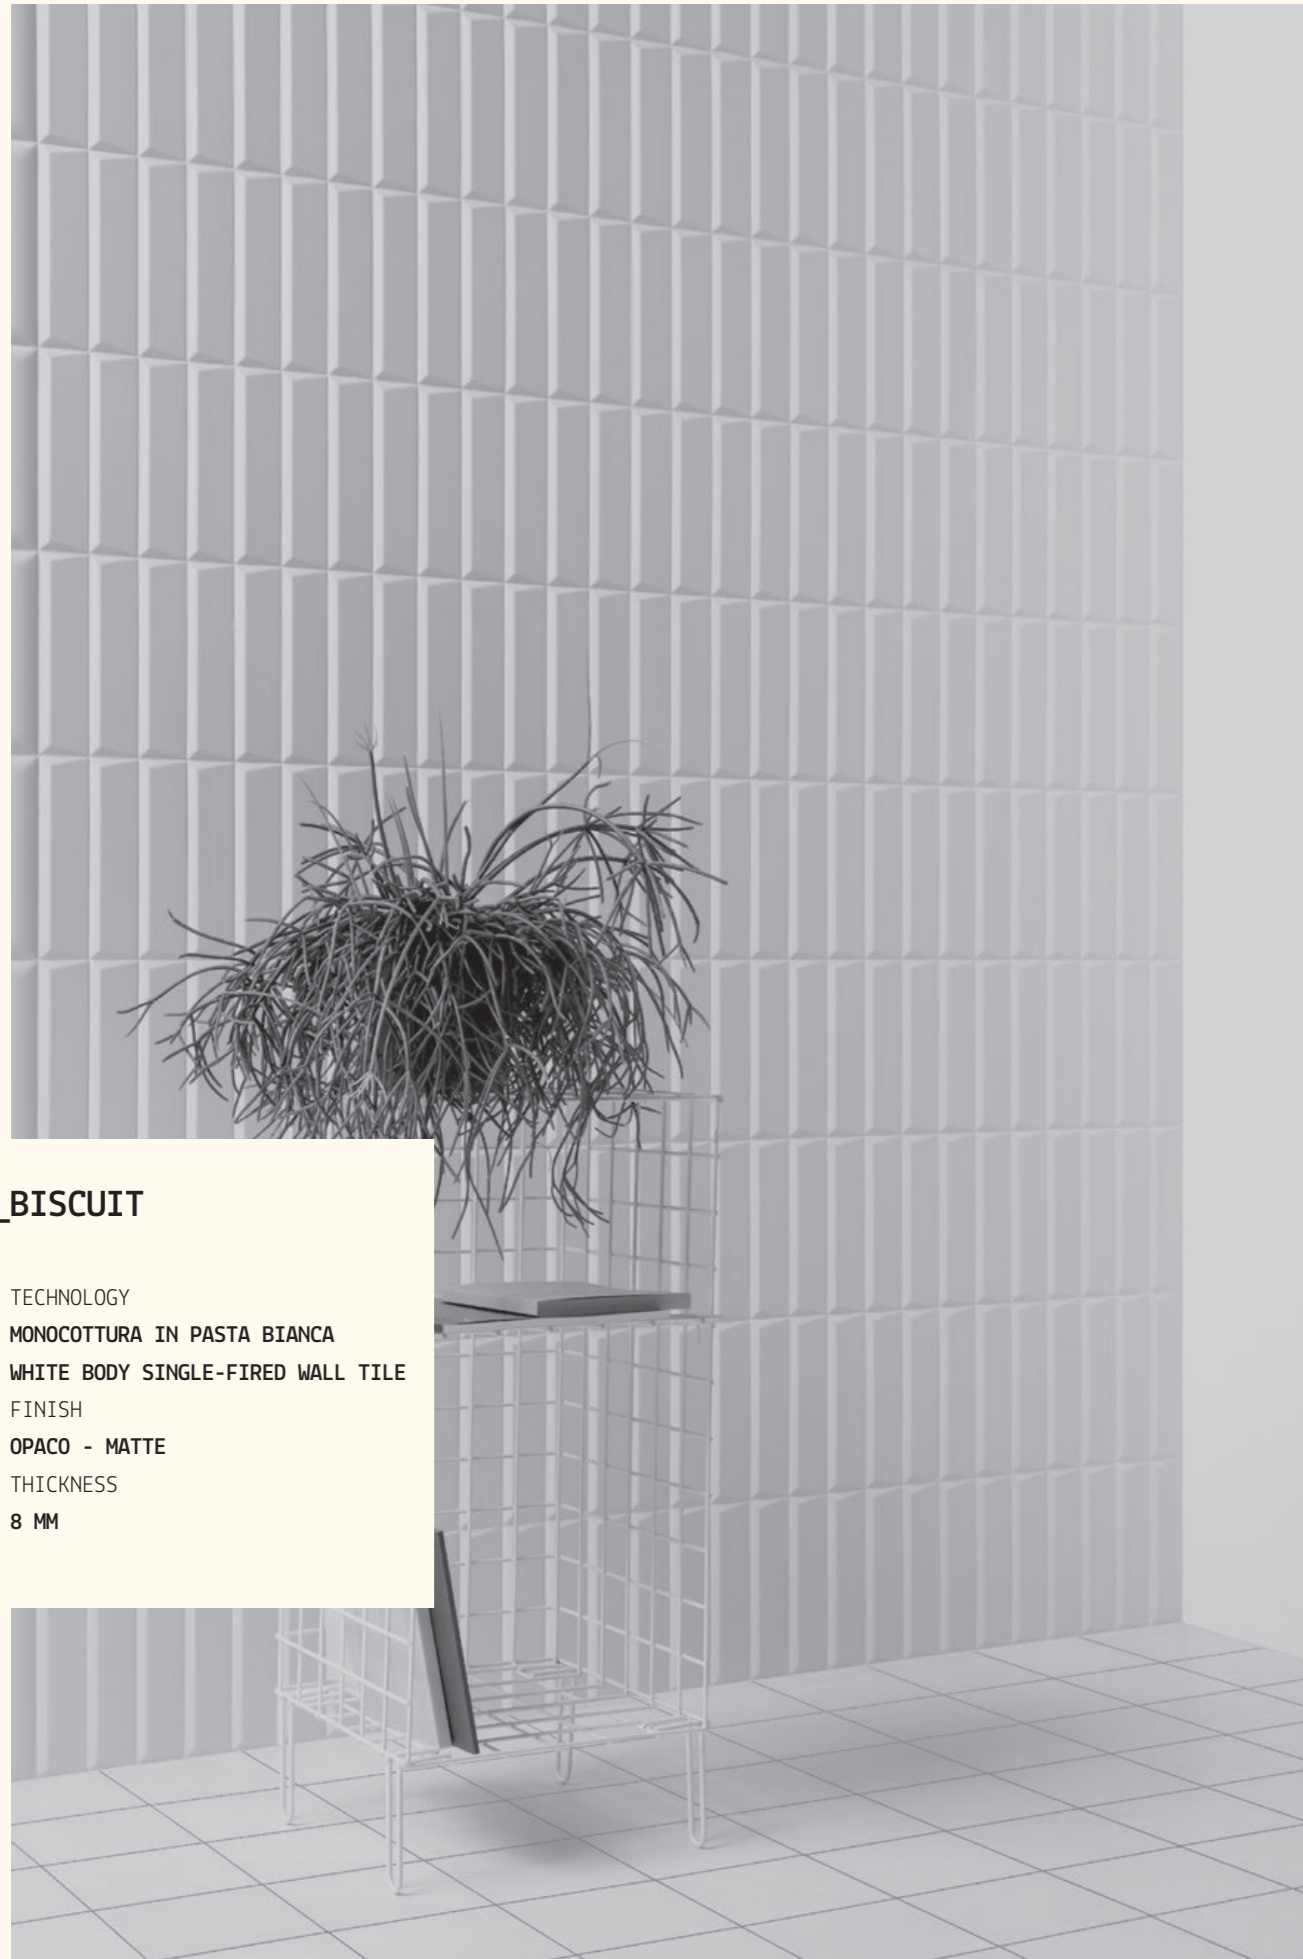 _BISCUIT
TECHNOLOGY
MONOCOTTURA IN PASTA BIANCA
WHITE BODY SINGLE-FIRED WALL TILE
FINISH
OPACO - MATTE
THICKNESS
8 MM